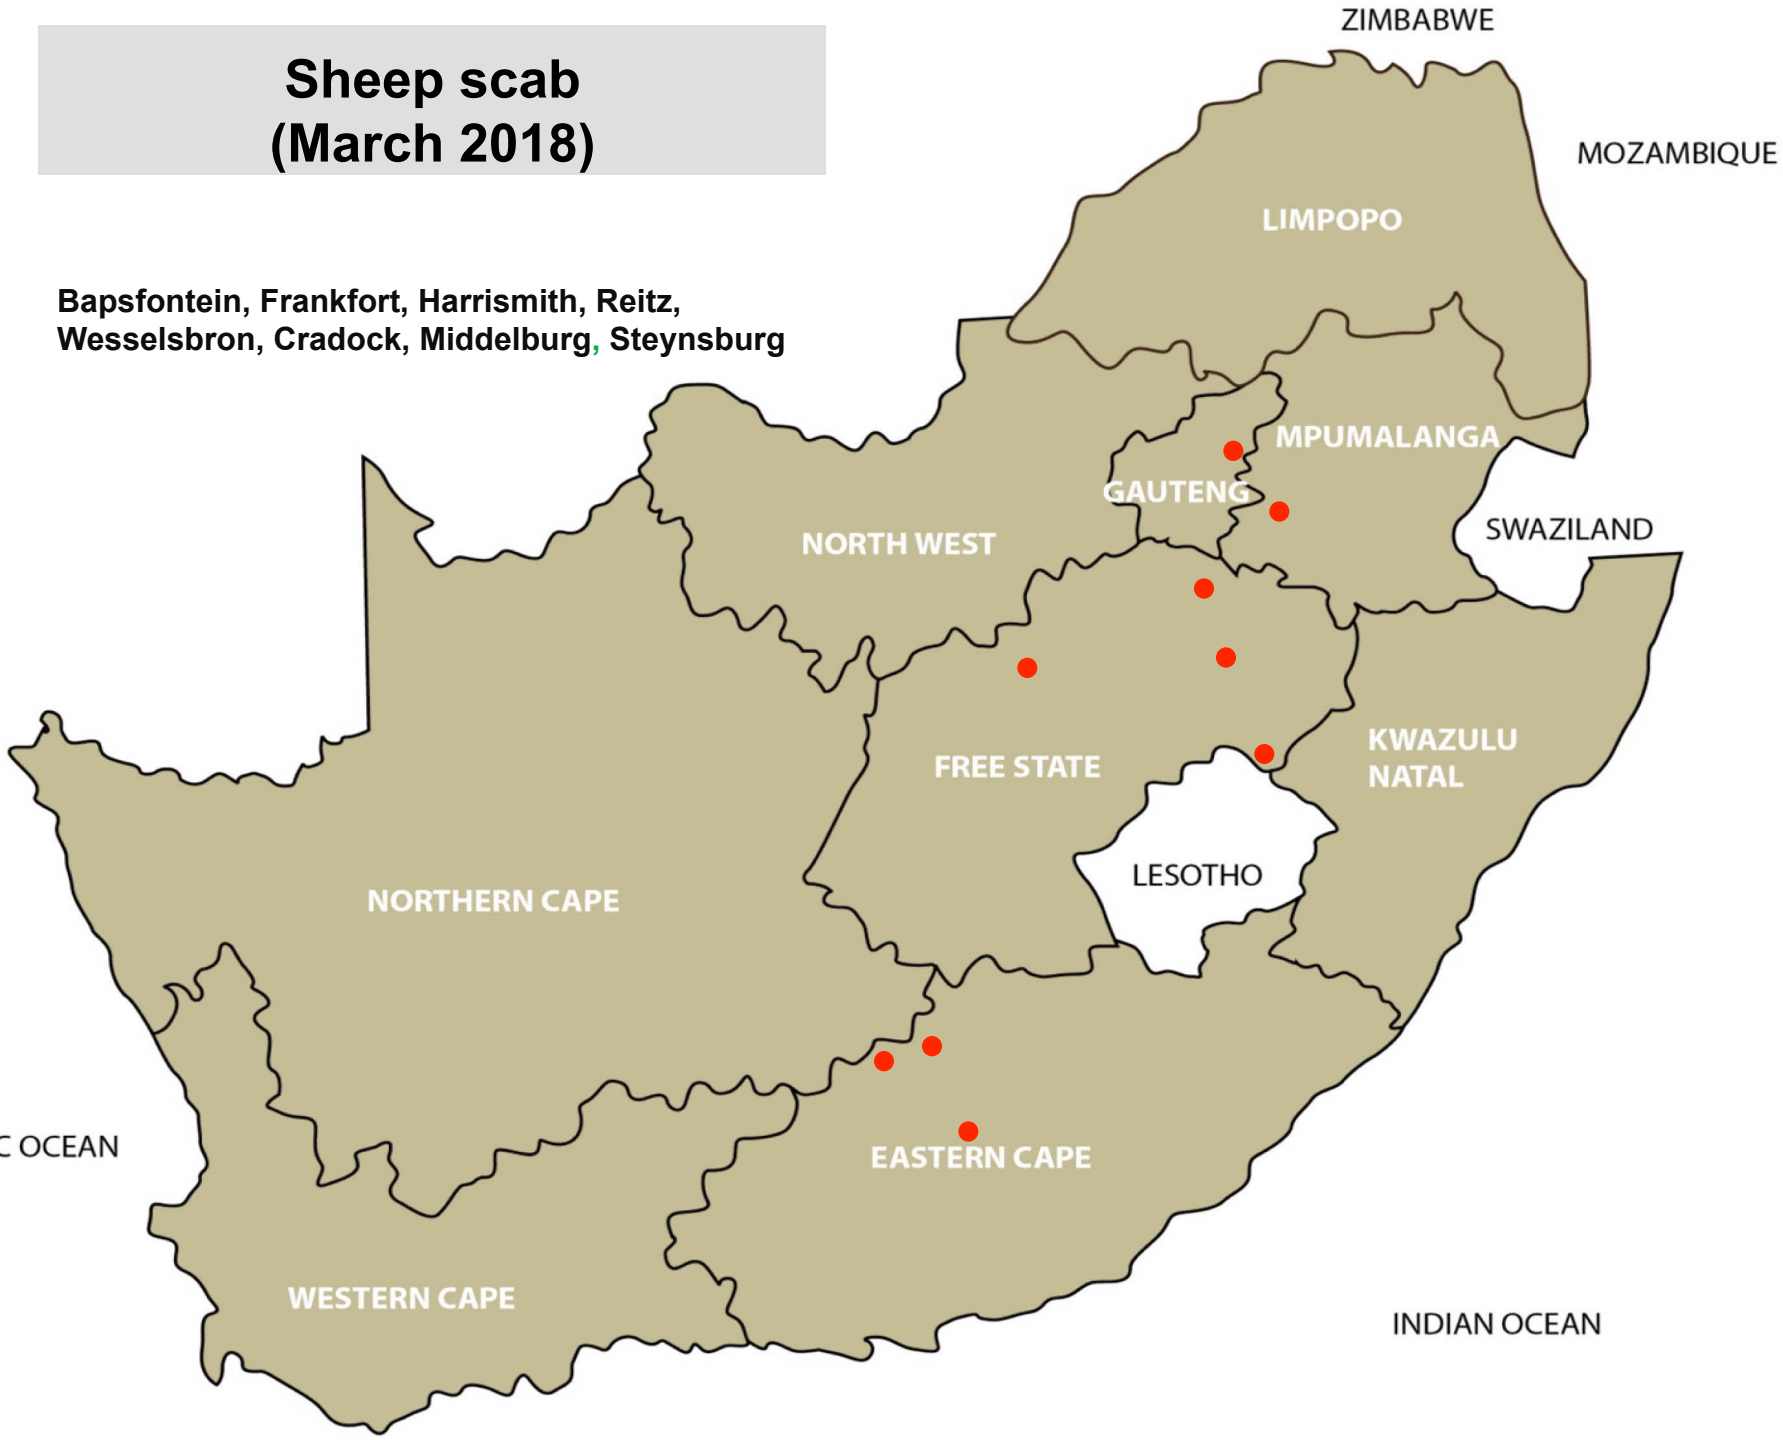 ZIMBABWE
Sheep scab
(March 2018)
MOZAMBIQUE
LIMPOPO
Bapsfontein, Frankfort, Harrismith, Reitz,
Wesselsbron, Cradock, Middelburg, Steynsburg
MPUMALANGA
GAUTENG
SWAZILAND
NORTH WEST
KWAZULU
NATAL
FREE STATE
LESOTHO
NORTHERN CAPE
C OCEAN
EASTERN CAPE
WESTERN CAPE
INDIAN OCEAN